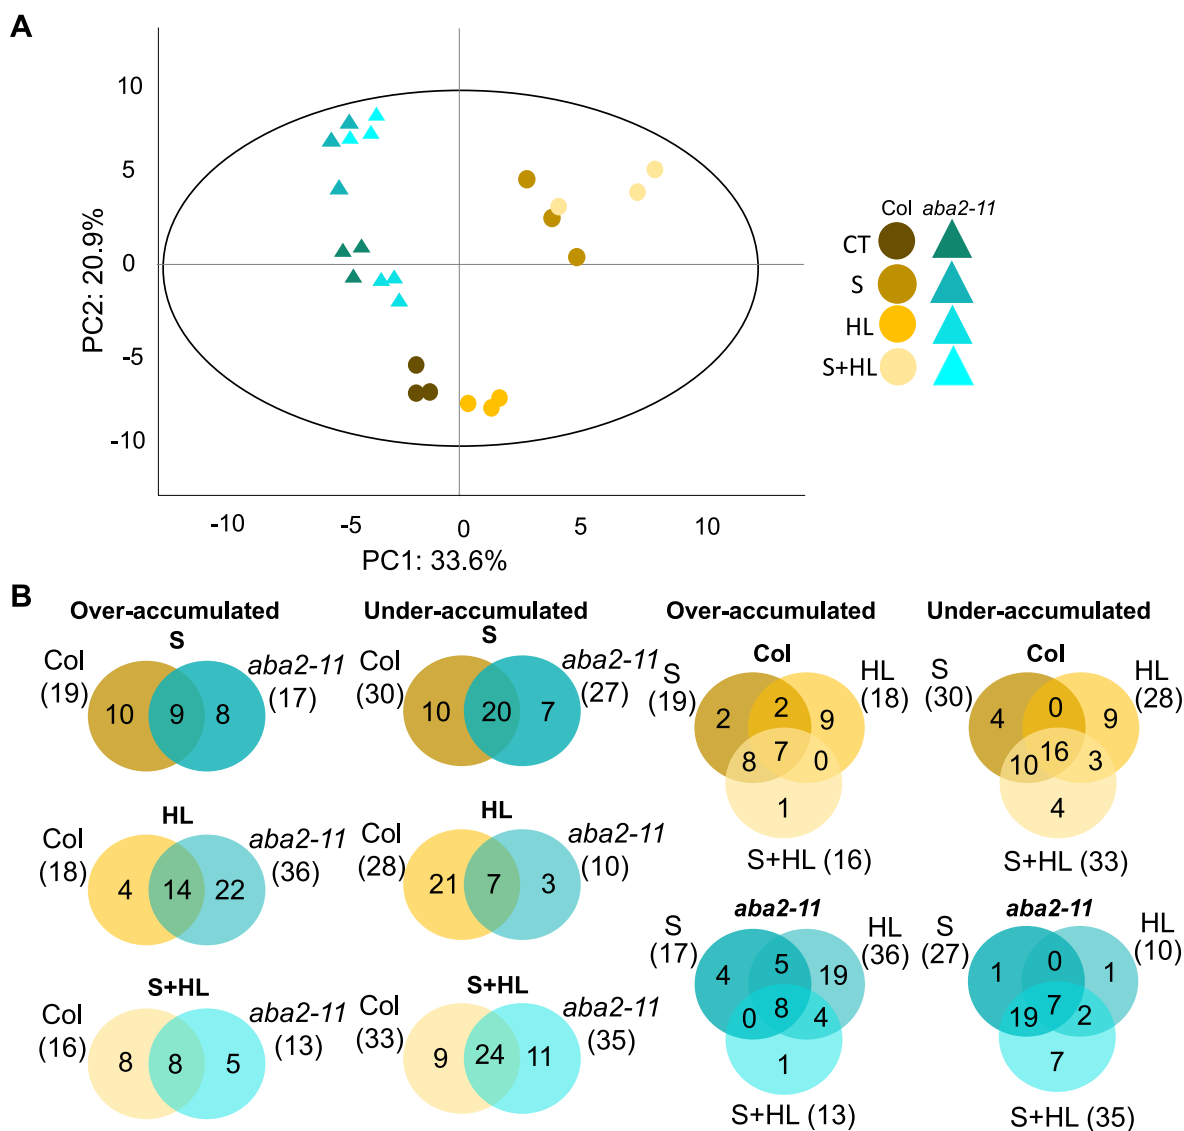 A
10
5
0
-5
-10
PC2: 20.9%
-10
-5
0
5
10
PC1: 33.6%
Col aba2-11
CT
S
HL
S+HL
B
Over-accumulated
S
Col
(19)
aba2-11
(17)
10 9 8
HL
Col
(18)
aba2-11
(36)
4 14 22
S+HL
Col
(16)
aba2-11
(13)
8 8 5
Under-accumulated
S
Col
(30)
aba2-11
(27)
10 20 7
HL
Col
(28)
aba2-11
(10)
21 7 3
S+HL
Col
(33)
aba2-11
(35)
9 24 11
Over-accumulated
Col
S
(19)
HL
(18)
2 2 9
8 7 0
1
S+HL (16)
aba2-11
S
(17)
HL
(36)
4 5 19
0 8 4
1
S+HL (13)
Under-accumulated
Col
S
(30)
HL
(28)
4 0 9
10 16 3
4
S+HL (33)
aba2-11
S
(27)
HL
(10)
1 0 1
19 7 2
7
S+HL (35)